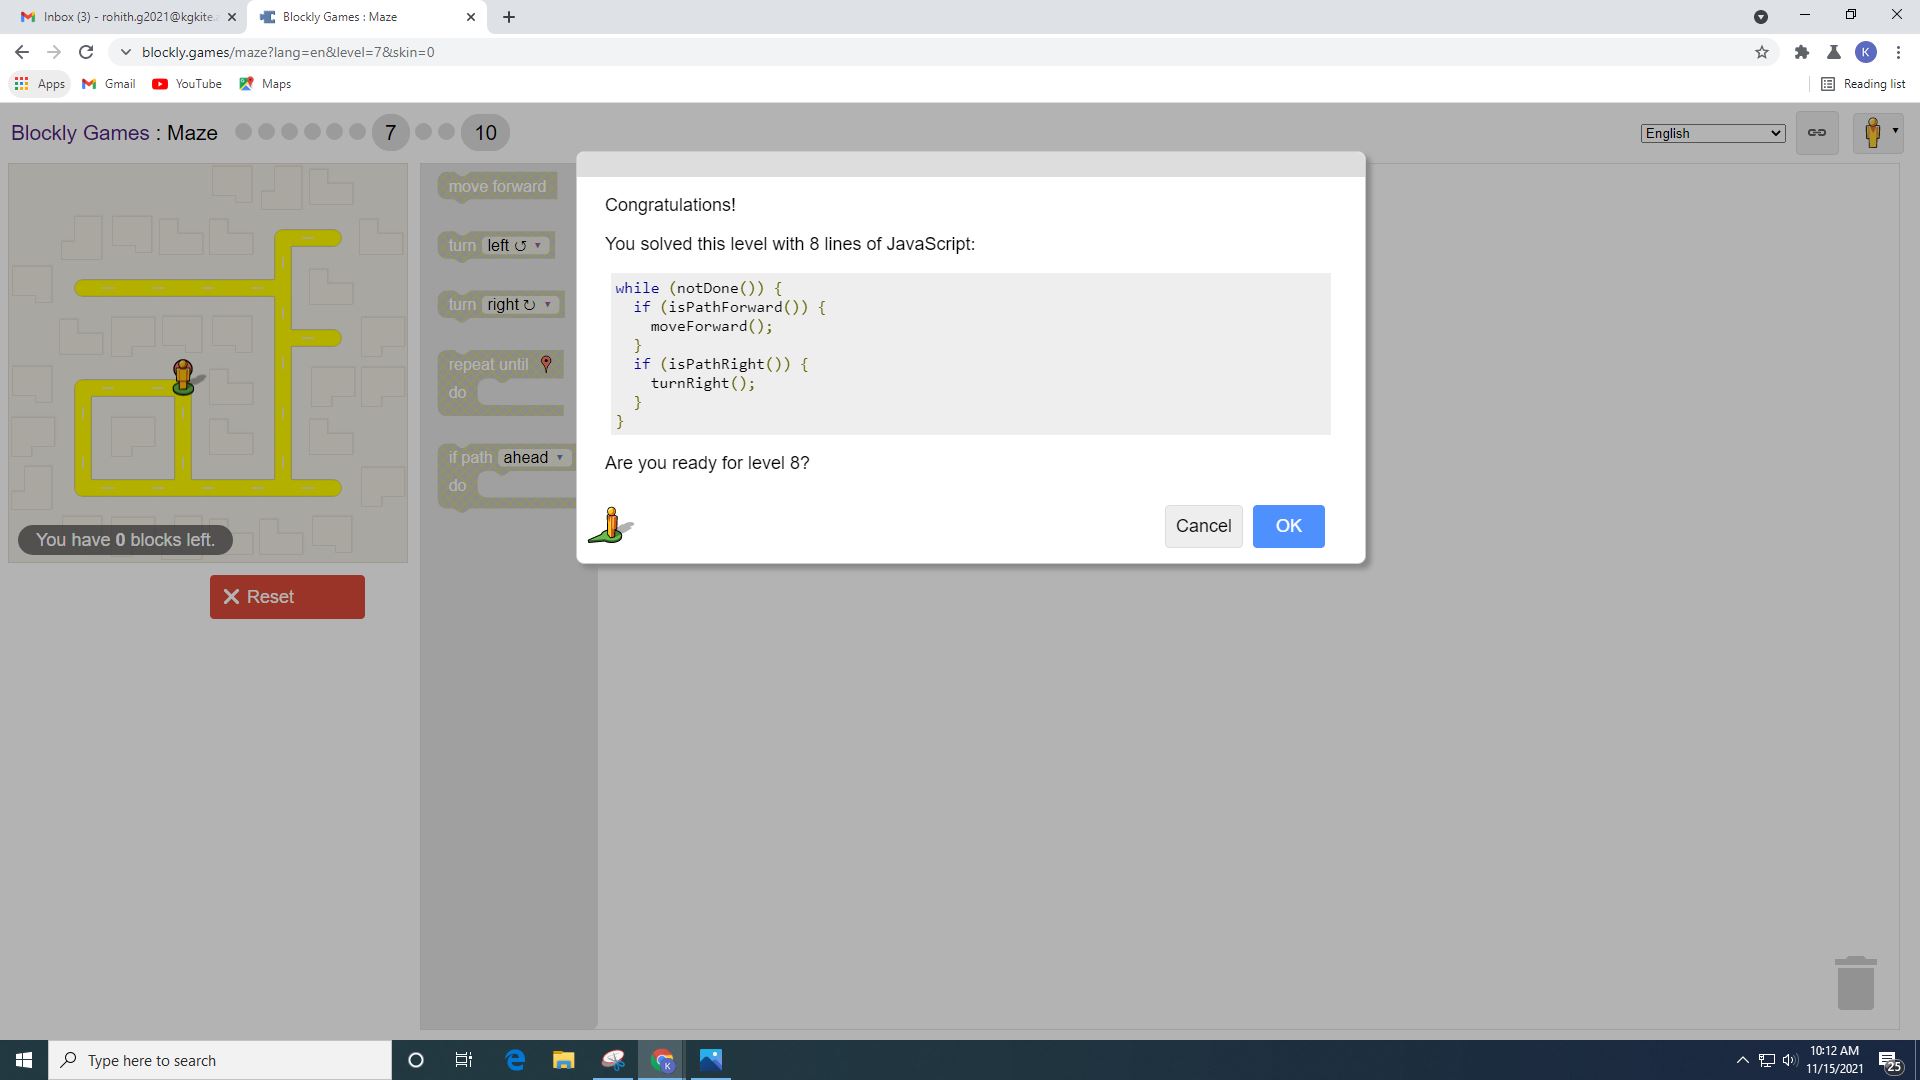 Inbox (3) - rohith.g2021@kgkite.
Blockly Games : Maze
blockly.games/maze?lang=en&level=7&skin=0
K
Apps
Gmail
YouTube
Maps
Reading list
Blockly Games : Maze
7
10
English
move forward
turn left ↺ ▾
turn right ↻ ▾
repeat until
do
if path ahead ▾
do
You have 0 blocks left.
Reset
Congratulations!
You solved this level with 8 lines of JavaScript:
while (notDone()) {
  if (isPathForward()) {
    moveForward();
  }
  if (isPathRight()) {
    turnRight();
  }
}
Are you ready for level 8?
Cancel
OK
Type here to search
K
10:12 AM
11/15/2021
25